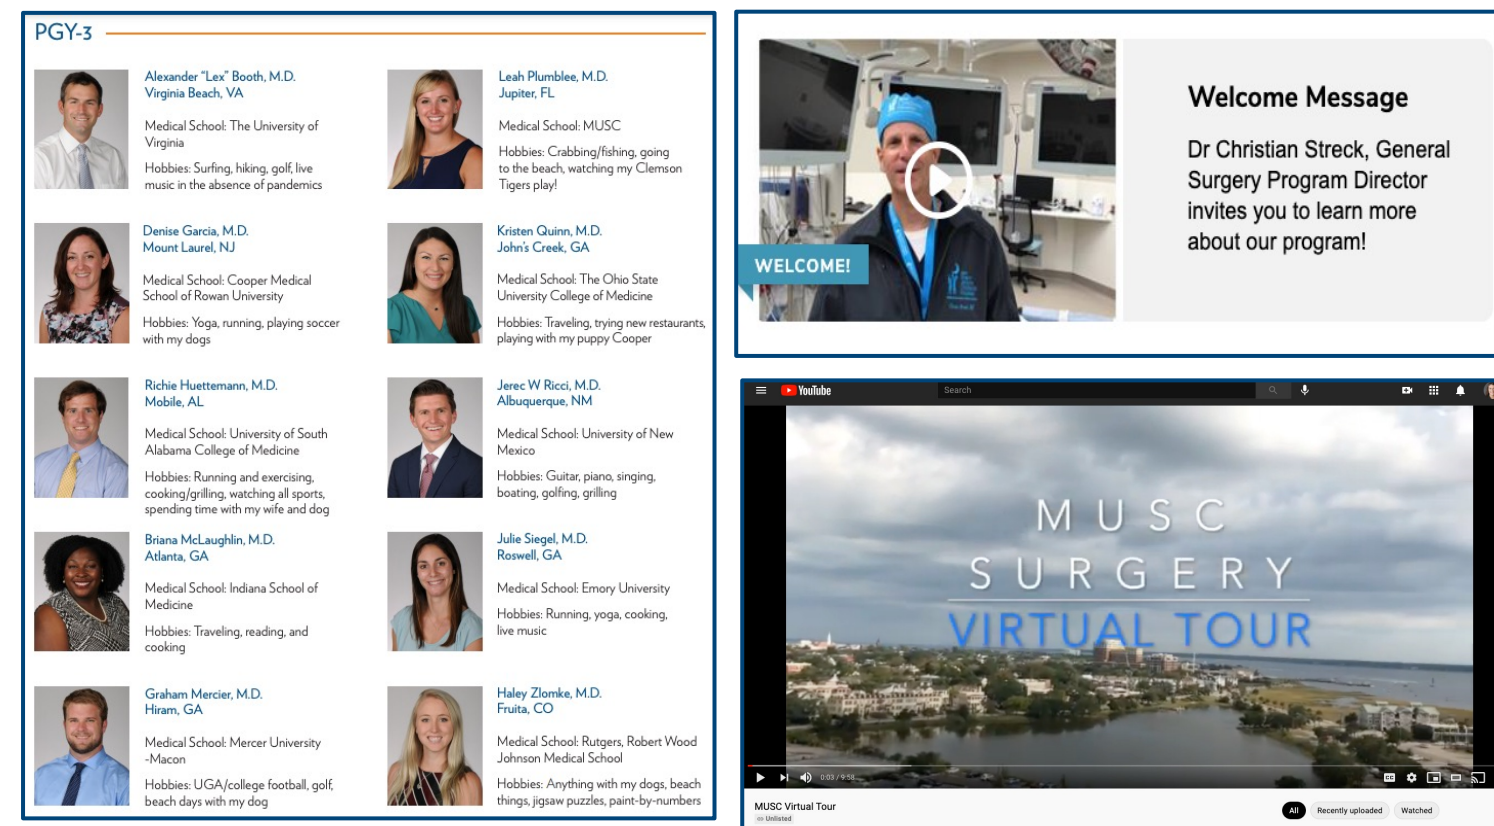 PGY-3
Alexander “Lex” Booth, M.D.
Virginia Beach, VA
Medical School: The University of
Virginia
Hobbies: Surfing, hiking, golf, live
music in the absence of pandemics
Denise Garcia, M.D.
Mount Laurel, NJ
Medical School: Cooper Medical
School of Rowan University
Hobbies: Yoga, running, playing soccer
with my dogs
Richie Huettemann, M.D.
Mobile, AL
Medical School: University of South
Alabama College of Medicine
Hobbies: Running and exercising,
cooking/grilling, watching all sports,
spending time with my wife and dog
Briana McLaughlin, M.D.
Atlanta, GA
Medical School: Indiana School of
Medicine
Hobbies: Traveling, reading, and
cooking
Graham Mercier, M.D.
Hiram, GA
Medical School: Mercer University
-Macon
Hobbies: UGA/college football, golf,
beach days with my dog
Leah Plumblee, M.D.
Jupiter, FL
Medical School: MUSC
Hobbies: Crabbing/fishing, going
to the beach, watching my Clemson
Tigers play!
Kristen Quinn, M.D.
John's Creek, GA
Medical School: The Ohio State
University College of Medicine
Hobbies: Traveling, trying new restaurants,
playing with my puppy Cooper
Jerec W Ricci, M.D.
Albuquerque, NM
Medical School: University of New
Mexico
Hobbies: Guitar, piano, singing,
boating, golfing, grilling
Julie Siegel, M.D.
Roswell, GA
Medical School: Emory University
Hobbies: Running, yoga, cooking,
live music
Haley Zlomke, M.D.
Fruita, CO
Medical School: Rutgers, Robert Wood
Johnson Medical School
Hobbies: Anything with my dogs, beach
things, jigsaw puzzles, paint-by-numbers
WELCOME!
Welcome Message
Dr Christian Streck, General
Surgery Program Director
invites you to learn more
about our program!
YouTube
Search
MUSC
SURGERY
VIRTUAL TOUR
0:03 / 9:58
CC
MUSC Virtual Tour
Unlisted
All
Recently uploaded
Watched